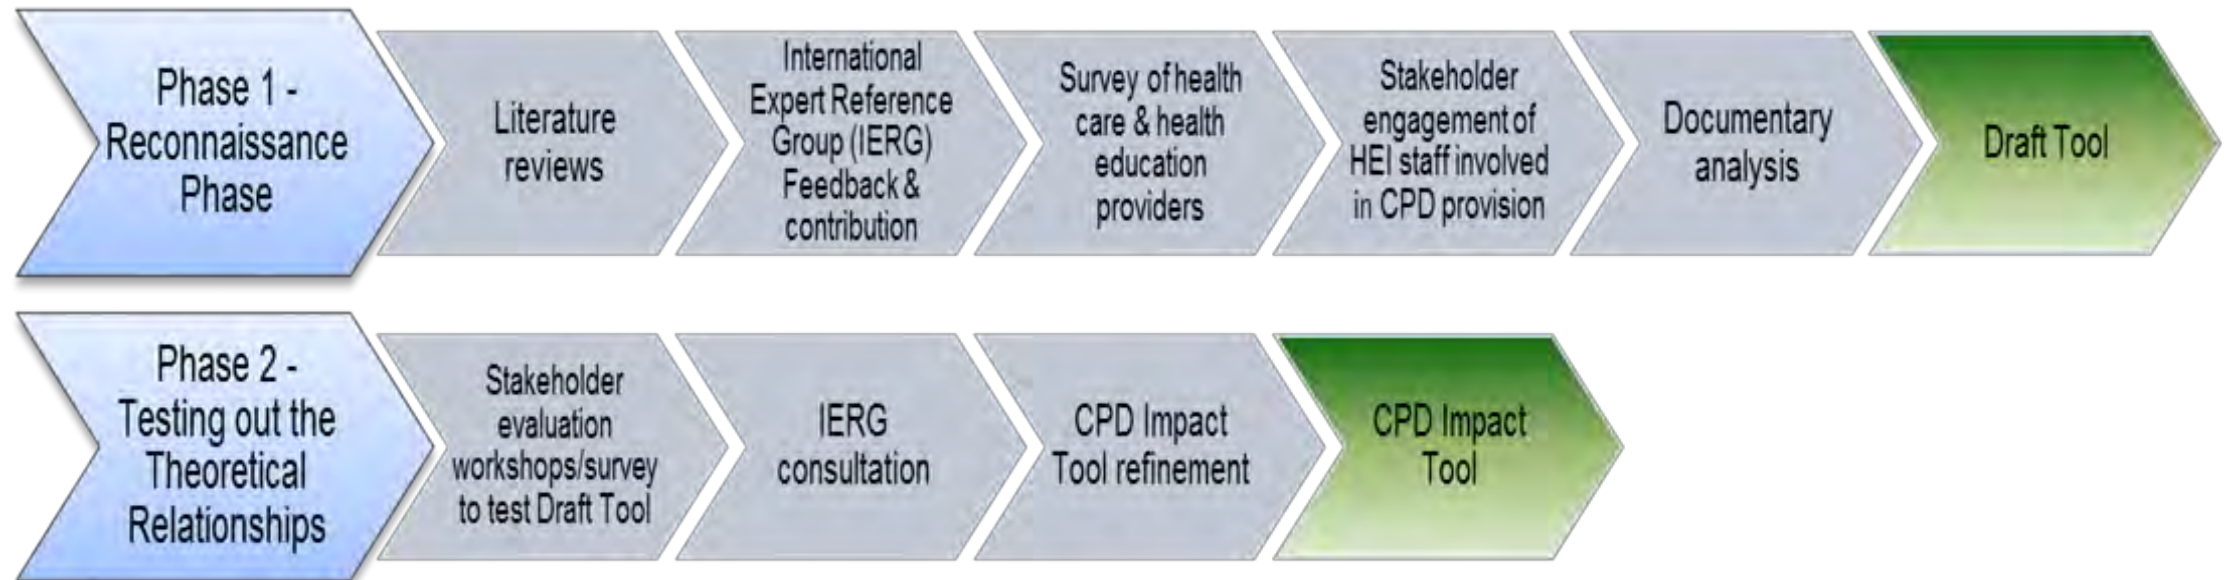 Phase 1 -
Reconnaissance
Phase
Literature
reviews
International
Expert Reference
Group (IERG)
Feedback &
contribution
Survey of health
care & health
education
providers
Stakeholder
engagement of
HEI staff involved
in CPD provision
Documentary
analysis
Draft Tool
Phase 2 -
Testing out the
Theoretical
Relationships
Stakeholder
evaluation
workshops/survey
to test Draft Tool
IERG
consultation
CPD Impact
Tool refinement
CPD Impact
Tool